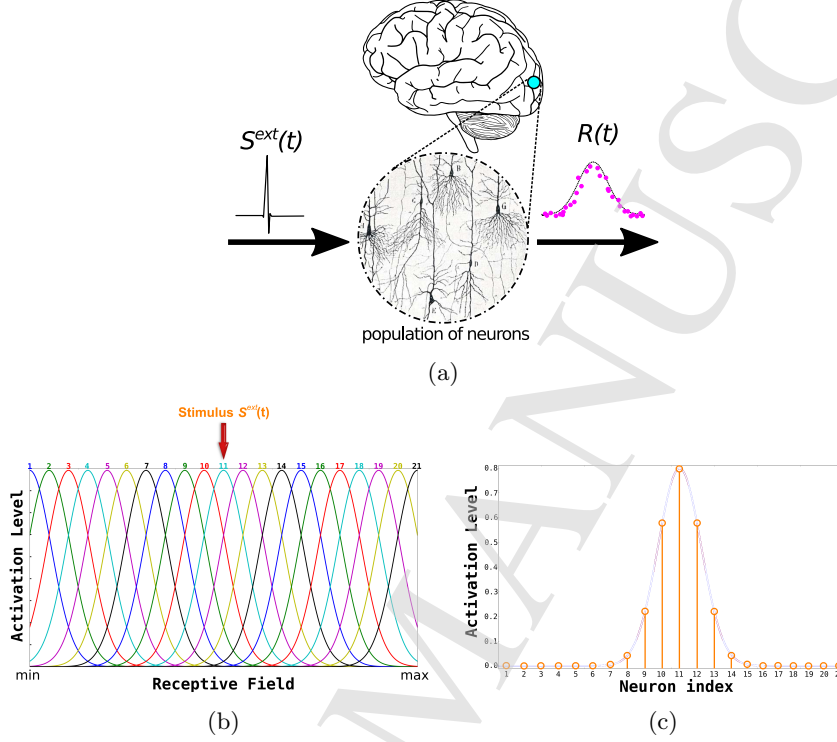 S^ext(t)
R(t)
population of neurons
(a)
Stimulus S^ext(t)
1 2 3 4 5 6 7 8 9 10 11 12 13 14 15 16 17 18 19 20 21
Activation Level
min
max
Receptive Field
(b)
0.8
0.7
0.6
0.5
0.4
0.3
0.2
0.1
0.0
Activation Level
1 2 3 4 5 6 7 8 9 10 11 12 13 14 15 16 17 18 19 20
Neuron index
(c)
MANUSC